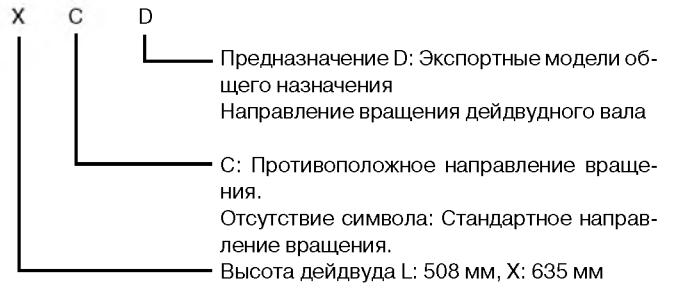 X C D
Предназначение D: Экспортные модели об-
щего назначения
Направление вращения дейдвудного вала
C: Противоположное направление враще-
ния.
Отсутствие символа: Стандартное направ-
ление вращения.
Высота дейдвуда L: 508 мм, X: 635 мм